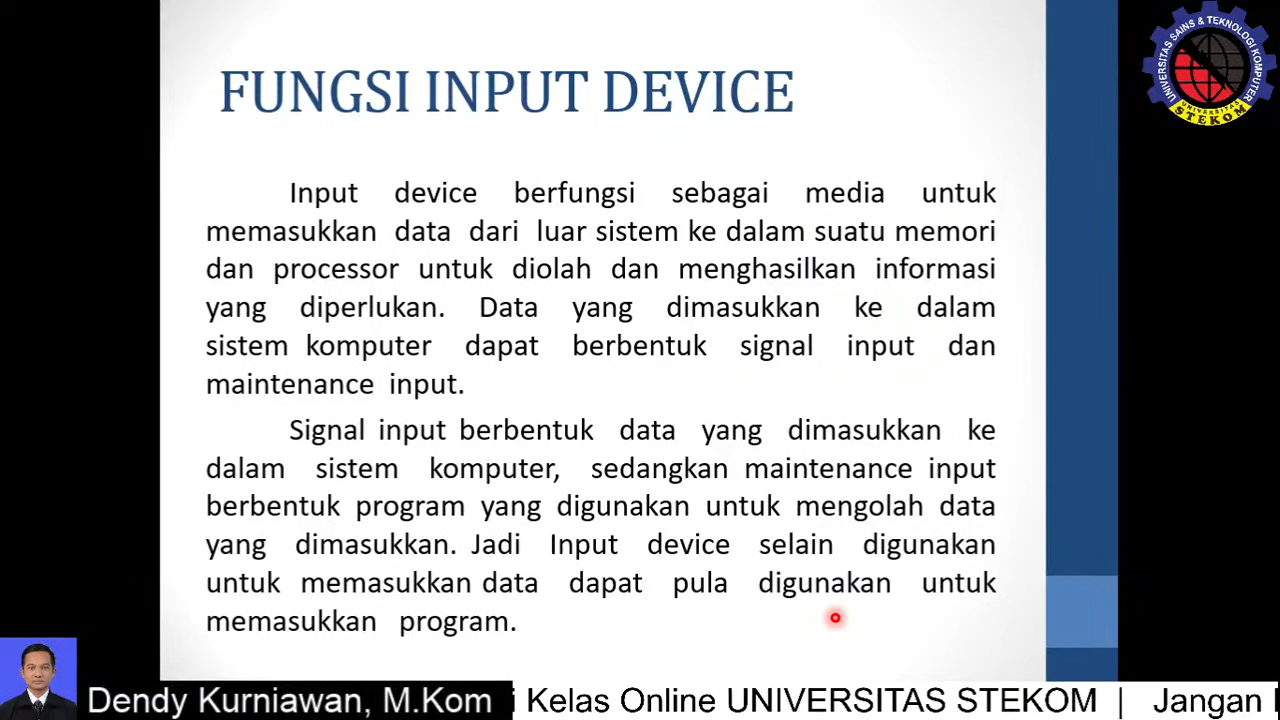 FUNGSI INPUT DEVICE
Input device berfungsi sebagai media untuk
memasukkan data dari luar sistem ke dalam suatu memori
dan processor untuk diolah dan menghasilkan informasi
yang diperlukan. Data yang dimasukkan ke dalam
sistem komputer dapat berbentuk signal input dan
maintenance input.
Signal input berbentuk data yang dimasukkan ke
dalam sistem komputer, sedangkan maintenance input
berbentuk program yang digunakan untuk mengolah data
yang dimasukkan. Jadi Input device selain digunakan
untuk memasukkan data dapat pula digunakan untuk
memasukkan program.
UNIVERSITAS SAINS & TEKNOLOGI KOMPUTER
UNIVERSITAS
STEKOM
Dendy Kurniawan, M.Kom
i Kelas Online UNIVERSITAS STEKOM | Jangan